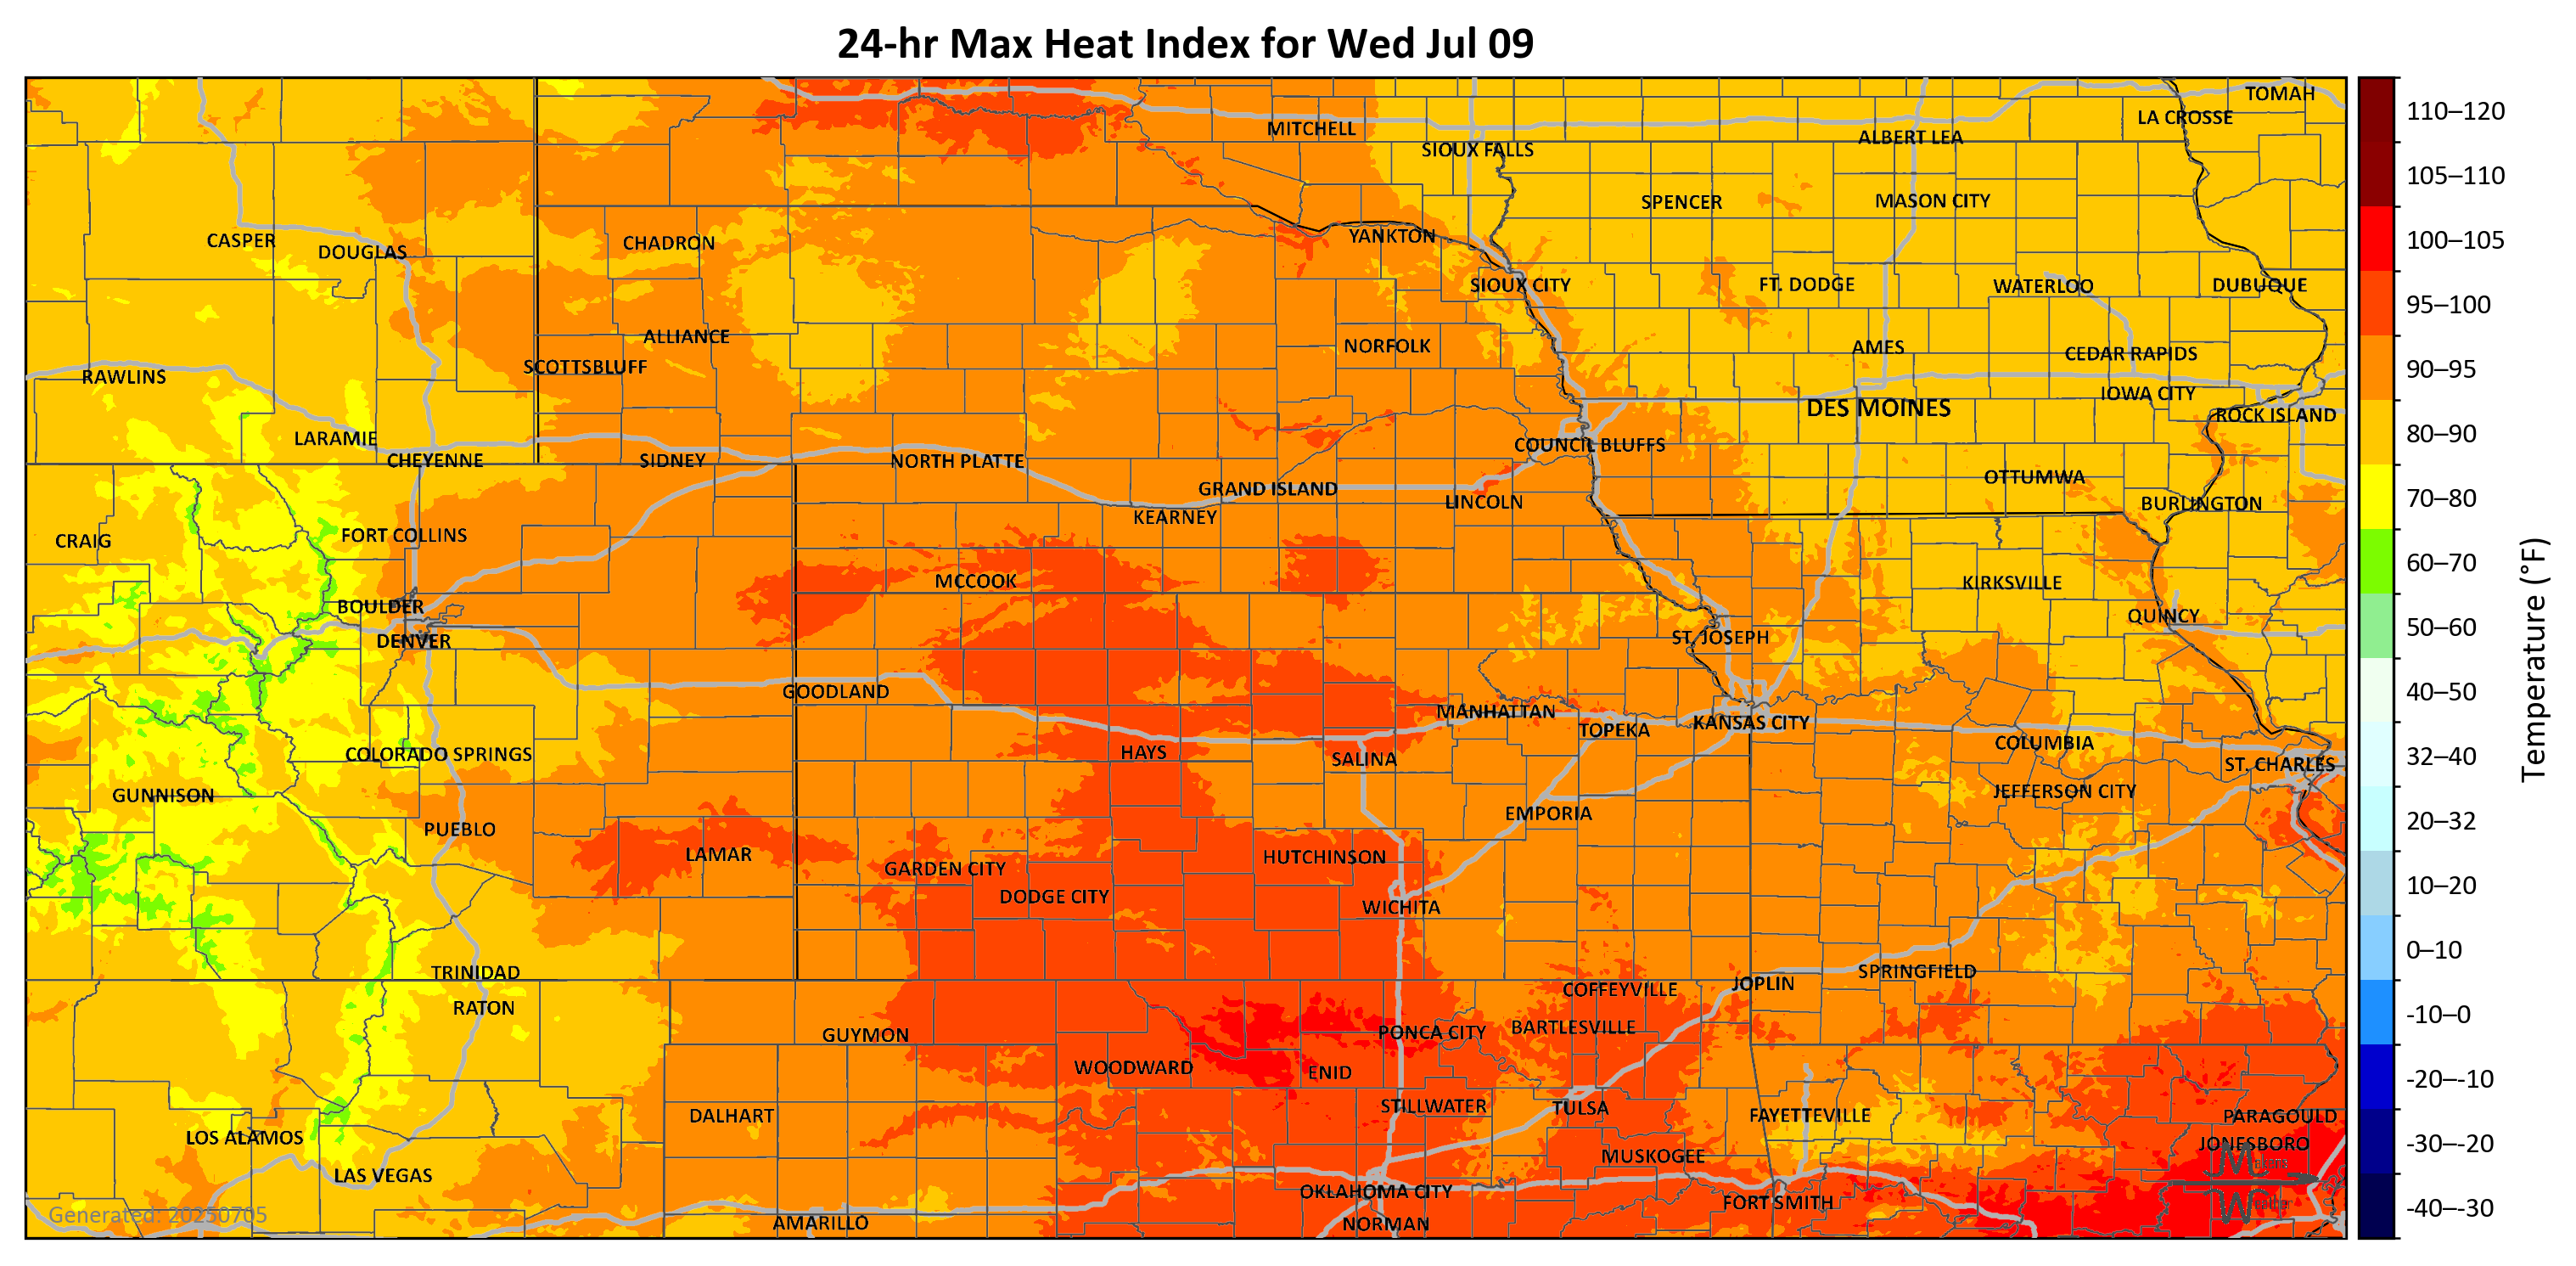 24-hr Max Heat Index for Wed Jul 09
TOMAH
LA CROSSE
MITCHELL
ALBERT LEA
SIOUX FALLS
SPENCER
MASON CITY
CASPER
DOUGLAS
CHADRON
YANKTON
SIOUX CITY
FT. DODGE
WATERLOO
DUBUQUE
ALLIANCE
NORFOLK
AMES
CEDAR RAPIDS
SCOTTSBLUFF
RAWLINS
IOWA CITY
DES MOINES
ROCK ISLAND
LARAMIE
COUNCIL BLUFFS
CHEYENNE
SIDNEY
NORTH PLATTE
OTTUMWA
GRAND ISLAND
LINCOLN
BURLINGTON
KEARNEY
CRAIG
FORT COLLINS
MCCOOK
KIRKSVILLE
BOULDER
QUINCY
DENVER
ST. JOSEPH
GOODLAND
MANHATTAN
TOPEKA
KANSAS CITY
COLUMBIA
COLORADO SPRINGS
HAYS
SALINA
ST. CHARLES
GUNNISON
JEFFERSON CITY
PUEBLO
EMPORIA
LAMAR
HUTCHINSON
GARDEN CITY
DODGE CITY
WICHITA
TRINIDAD
SPRINGFIELD
JOPLIN
COFFEYVILLE
RATON
GUYMON
PONCA CITY
BARTLESVILLE
WOODWARD
ENID
STILLWATER
TULSA
DALHART
FAYETTEVILLE
PARAGOULD
LOS ALAMOS
JONESBORO
MUSKOGEE
LAS VEGAS
OKLAHOMA CITY
FORT SMITH
AMARILLO
NORMAN
Generated: 20250705
110–120
105–110
100–105
95–100
90–95
80–90
70–80
60–70
50–60
40–50
32–40
20–32
10–20
0–10
-10–0
-20–-10
-30–-20
-40–-30
Temperature (°F)